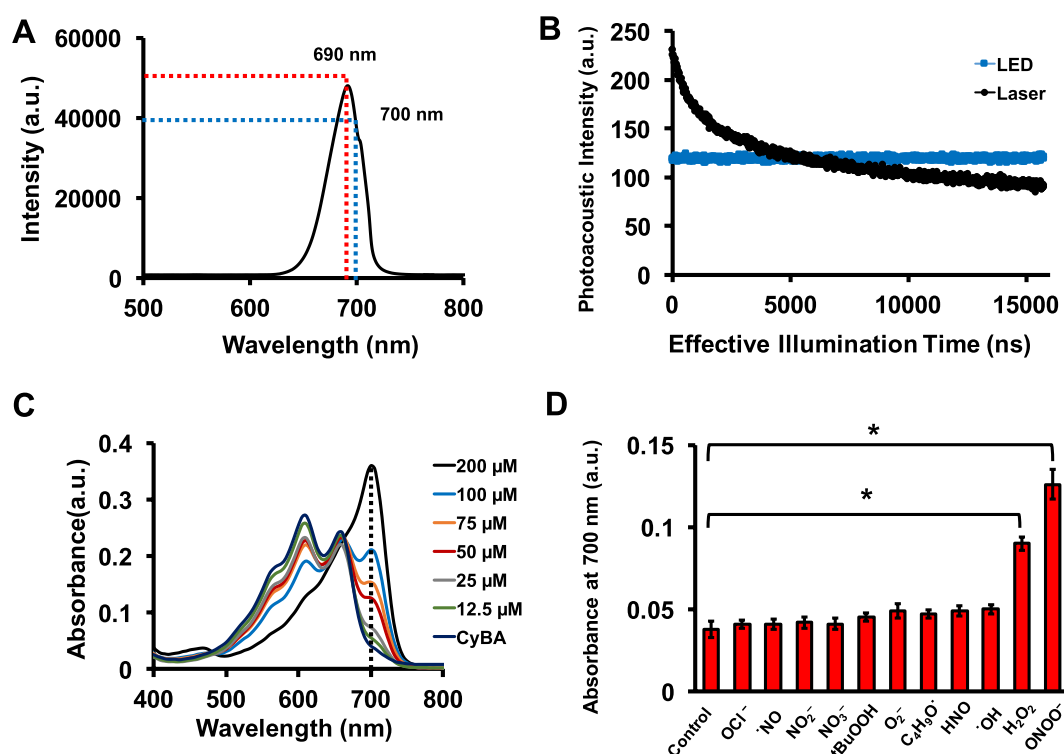 A
60000
40000
20000
0
500
600
700
800
690 nm
700 nm
Intensity (a.u.)
Wavelength (nm)
B
250
200
150
100
50
0
0
5000
10000
15000
LED
Laser
Photoacoustic Intensity (a.u.)
Effective Illumination Time (ns)
C
0.4
0.3
0.2
0.1
0
400
500
600
700
800
200 µM
100 µM
75 µM
50 µM
25 µM
12.5 µM
CyBA
Absorbance(a.u.)
Wavelength (nm)
D
0.15
0.1
0.05
0
*
*
Absorbance at 700 nm (a.u.)
Control
OCl⁻
˙NO
NO₂⁻
NO₃⁻
tBuOOH
O₂⁻
C₄H₉O˙
HNO
˙OH
H₂O₂
ONOO⁻